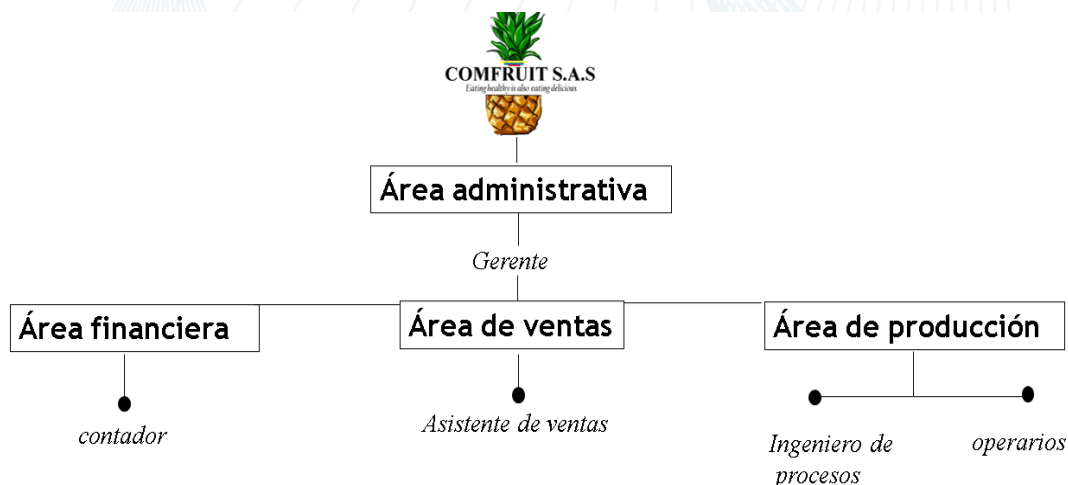 COMFRUIT S.A.S
Eating healthy is also eating delicious
Área administrativa
Gerente
Área financiera
Área de ventas
Área de producción
contador
Asistente de ventas
Ingeniero de
procesos
operarios